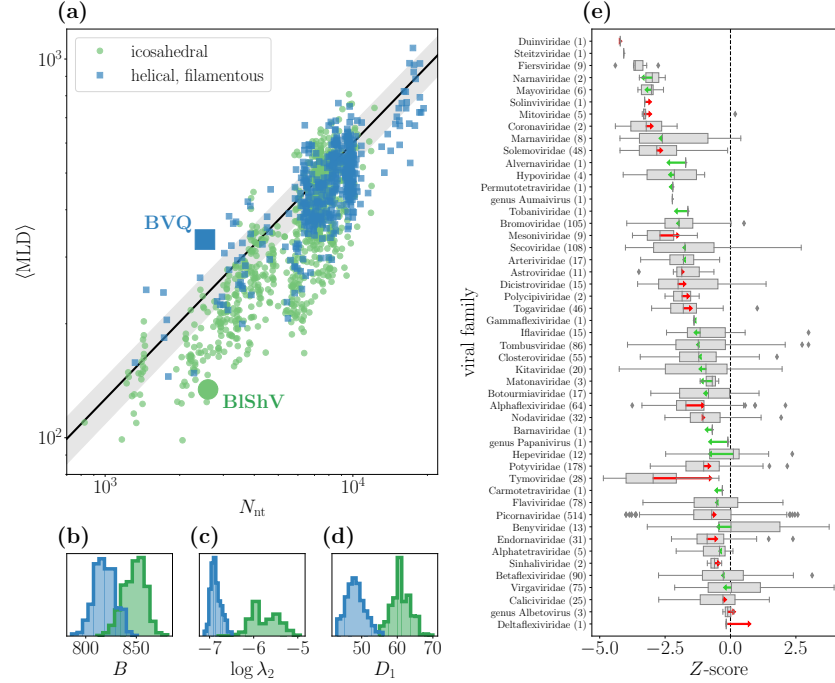 (a)
icosahedral
helical, filamentous
10³
⟨MLD⟩
10²
BVQ
BlShV
10³
10⁴
N_nt
(b)
800
850
B
(c)
−7
−6
−5
log λ₂
(d)
50
60
70
D₁
(e)
viral family
Duinviridae (1)
Steitzviridae (1)
Fiersviridae (9)
Narnaviridae (2)
Mayoviridae (6)
Solinviviridae (1)
Mitoviridae (5)
Coronaviridae (2)
Marnaviridae (8)
Solemoviridae (48)
Alvernaviridae (1)
Hypoviridae (4)
Permutotetraviridae (1)
genus Aumaivirus (1)
Tobaniviridae (1)
Bromoviridae (105)
Mesoniviridae (9)
Secoviridae (108)
Arteriviridae (17)
Astroviridae (11)
Dicistroviridae (15)
Polycipiviridae (2)
Togaviridae (46)
Gammaflexiviridae (1)
Iflaviridae (15)
Tombusviridae (86)
Closteroviridae (55)
Kitaviridae (20)
Matonaviridae (3)
Botourmiaviridae (17)
Alphaflexiviridae (64)
Nodaviridae (32)
Barnaviridae (1)
genus Papanivirus (1)
Hepeviridae (12)
Potyviridae (178)
Tymoviridae (28)
Carmotetraviridae (1)
Flaviviridae (78)
Picornaviridae (514)
Benyviridae (13)
Endornaviridae (31)
Alphatetraviridae (5)
Sinhaliviridae (2)
Betaflexiviridae (90)
Virgaviridae (75)
Caliciviridae (25)
genus Albetovirus (3)
Deltaflexiviridae (1)
−5.0
−2.5
0.0
2.5
Z-score